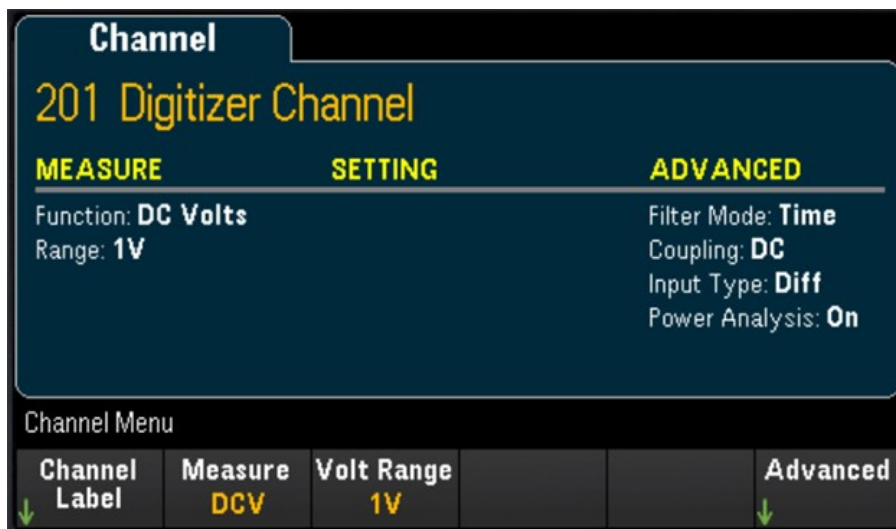 Channel
201 Digitizer Channel
MEASURE SETTING ADVANCED
Function: DC Volts
Range: 1V
Filter Mode: Time
Coupling: DC
Input Type: Diff
Power Analysis: On
Channel Menu
Channel Label
Measure DCV
Volt Range 1V
Advanced